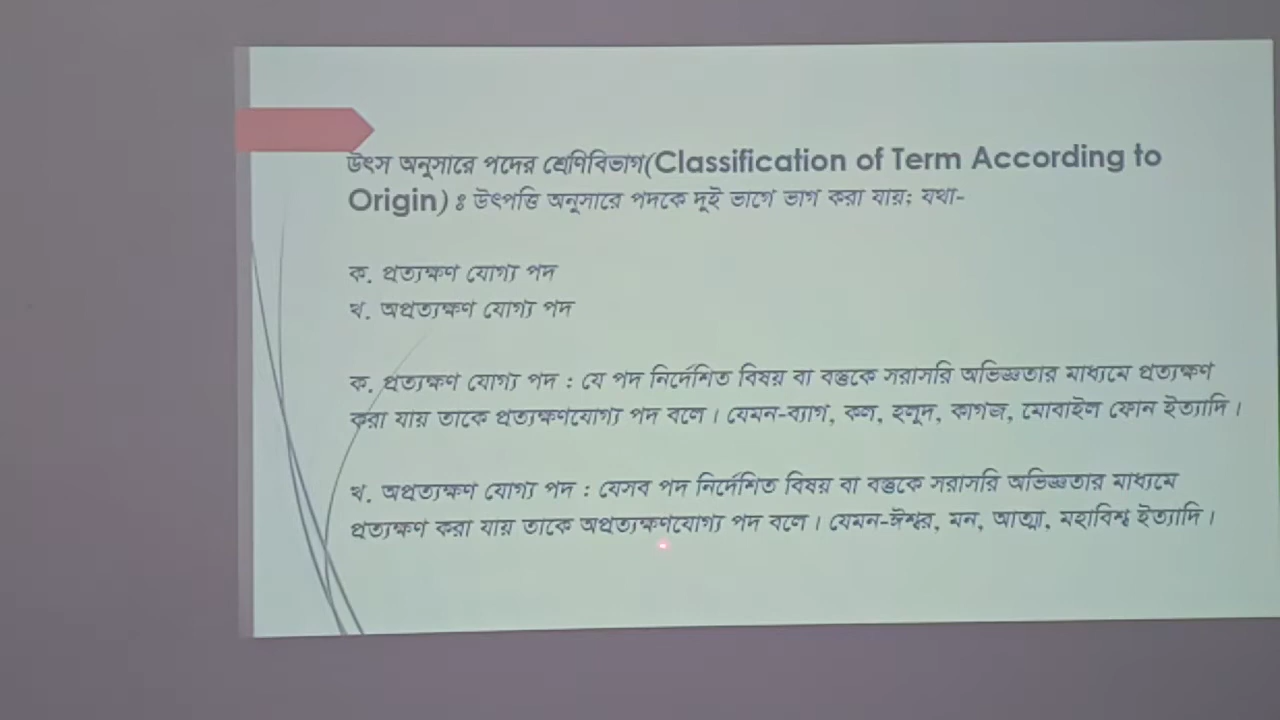 উৎস অনুসারে পদের শ্রেণিবিভাগ(Classification of Term According to
Origin) ঃ উৎপত্তি অনুসারে পদকে দুই ভাগে ভাগ করা যায়; যথা-
ক. প্রত্যক্ষণ যোগ্য পদ
খ. অপ্রত্যক্ষণ যোগ্য পদ
ক. প্রত্যক্ষণ যোগ্য পদ : যে পদ নির্দেশিত বিষয় বা বস্তুকে সরাসরি অভিজ্ঞতার মাধ্যমে প্রত্যক্ষণ
করা যায় তাকে প্রত্যক্ষণযোগ্য পদ বলে। যেমন-ব্যাগ, কলা, হলুদ, কাগজ, মোবাইল ফোন ইত্যাদি।
খ. অপ্রত্যক্ষণ যোগ্য পদ : যেসব পদ নির্দেশিত বিষয় বা বস্তুকে সরাসরি অভিজ্ঞতার মাধ্যমে
প্রত্যক্ষণ করা যায় তাকে অপ্রত্যক্ষণযোগ্য পদ বলে। যেমন-ঈশ্বর, মন, আত্মা, মহাবিশ্ব ইত্যাদি।